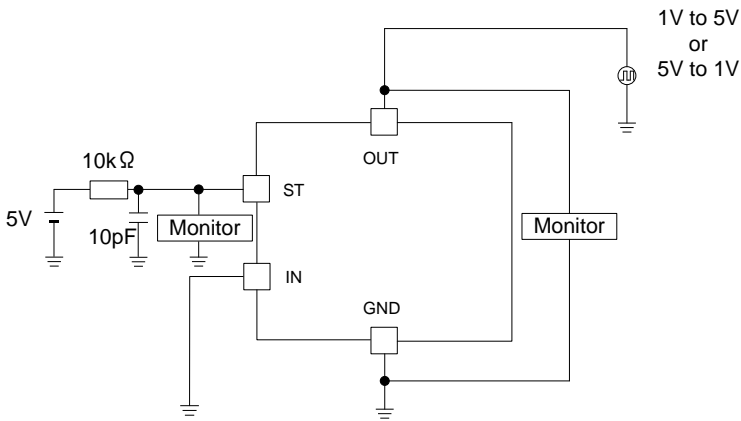 1V to 5V
or
5V to 1V
OUT
10kΩ
ST
5V
10pF
Monitor
Monitor
IN
GND